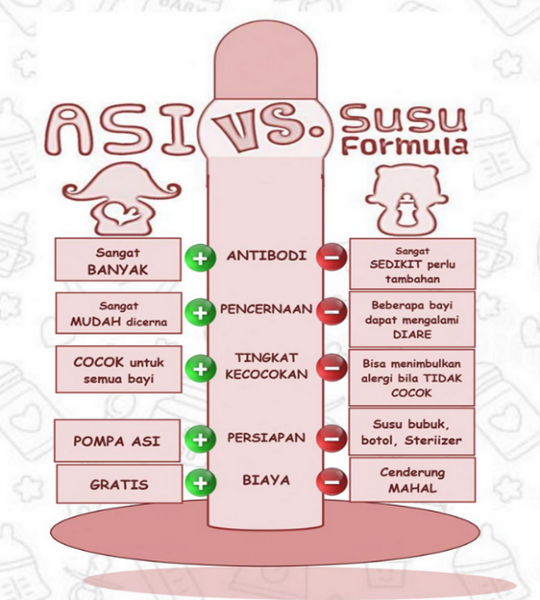 ASI VS. Susu
Formula
Sangat
BANYAK
ANTIBODI
Sangat
SEDIKIT perlu
tambahan
Sangat
MUDAH dicerna
PENCERNAAN
Beberapa bayi
dapat mengalami
DIARE
COCOK untuk
semua bayi
TINGKAT
KECOCOKAN
Bisa menimbulkan
alergi bila TIDAK
COCOK
POMPA ASI
PERSIAPAN
Susu bubuk,
botol, Steriizer
GRATIS
BIAYA
Cenderung
MAHAL